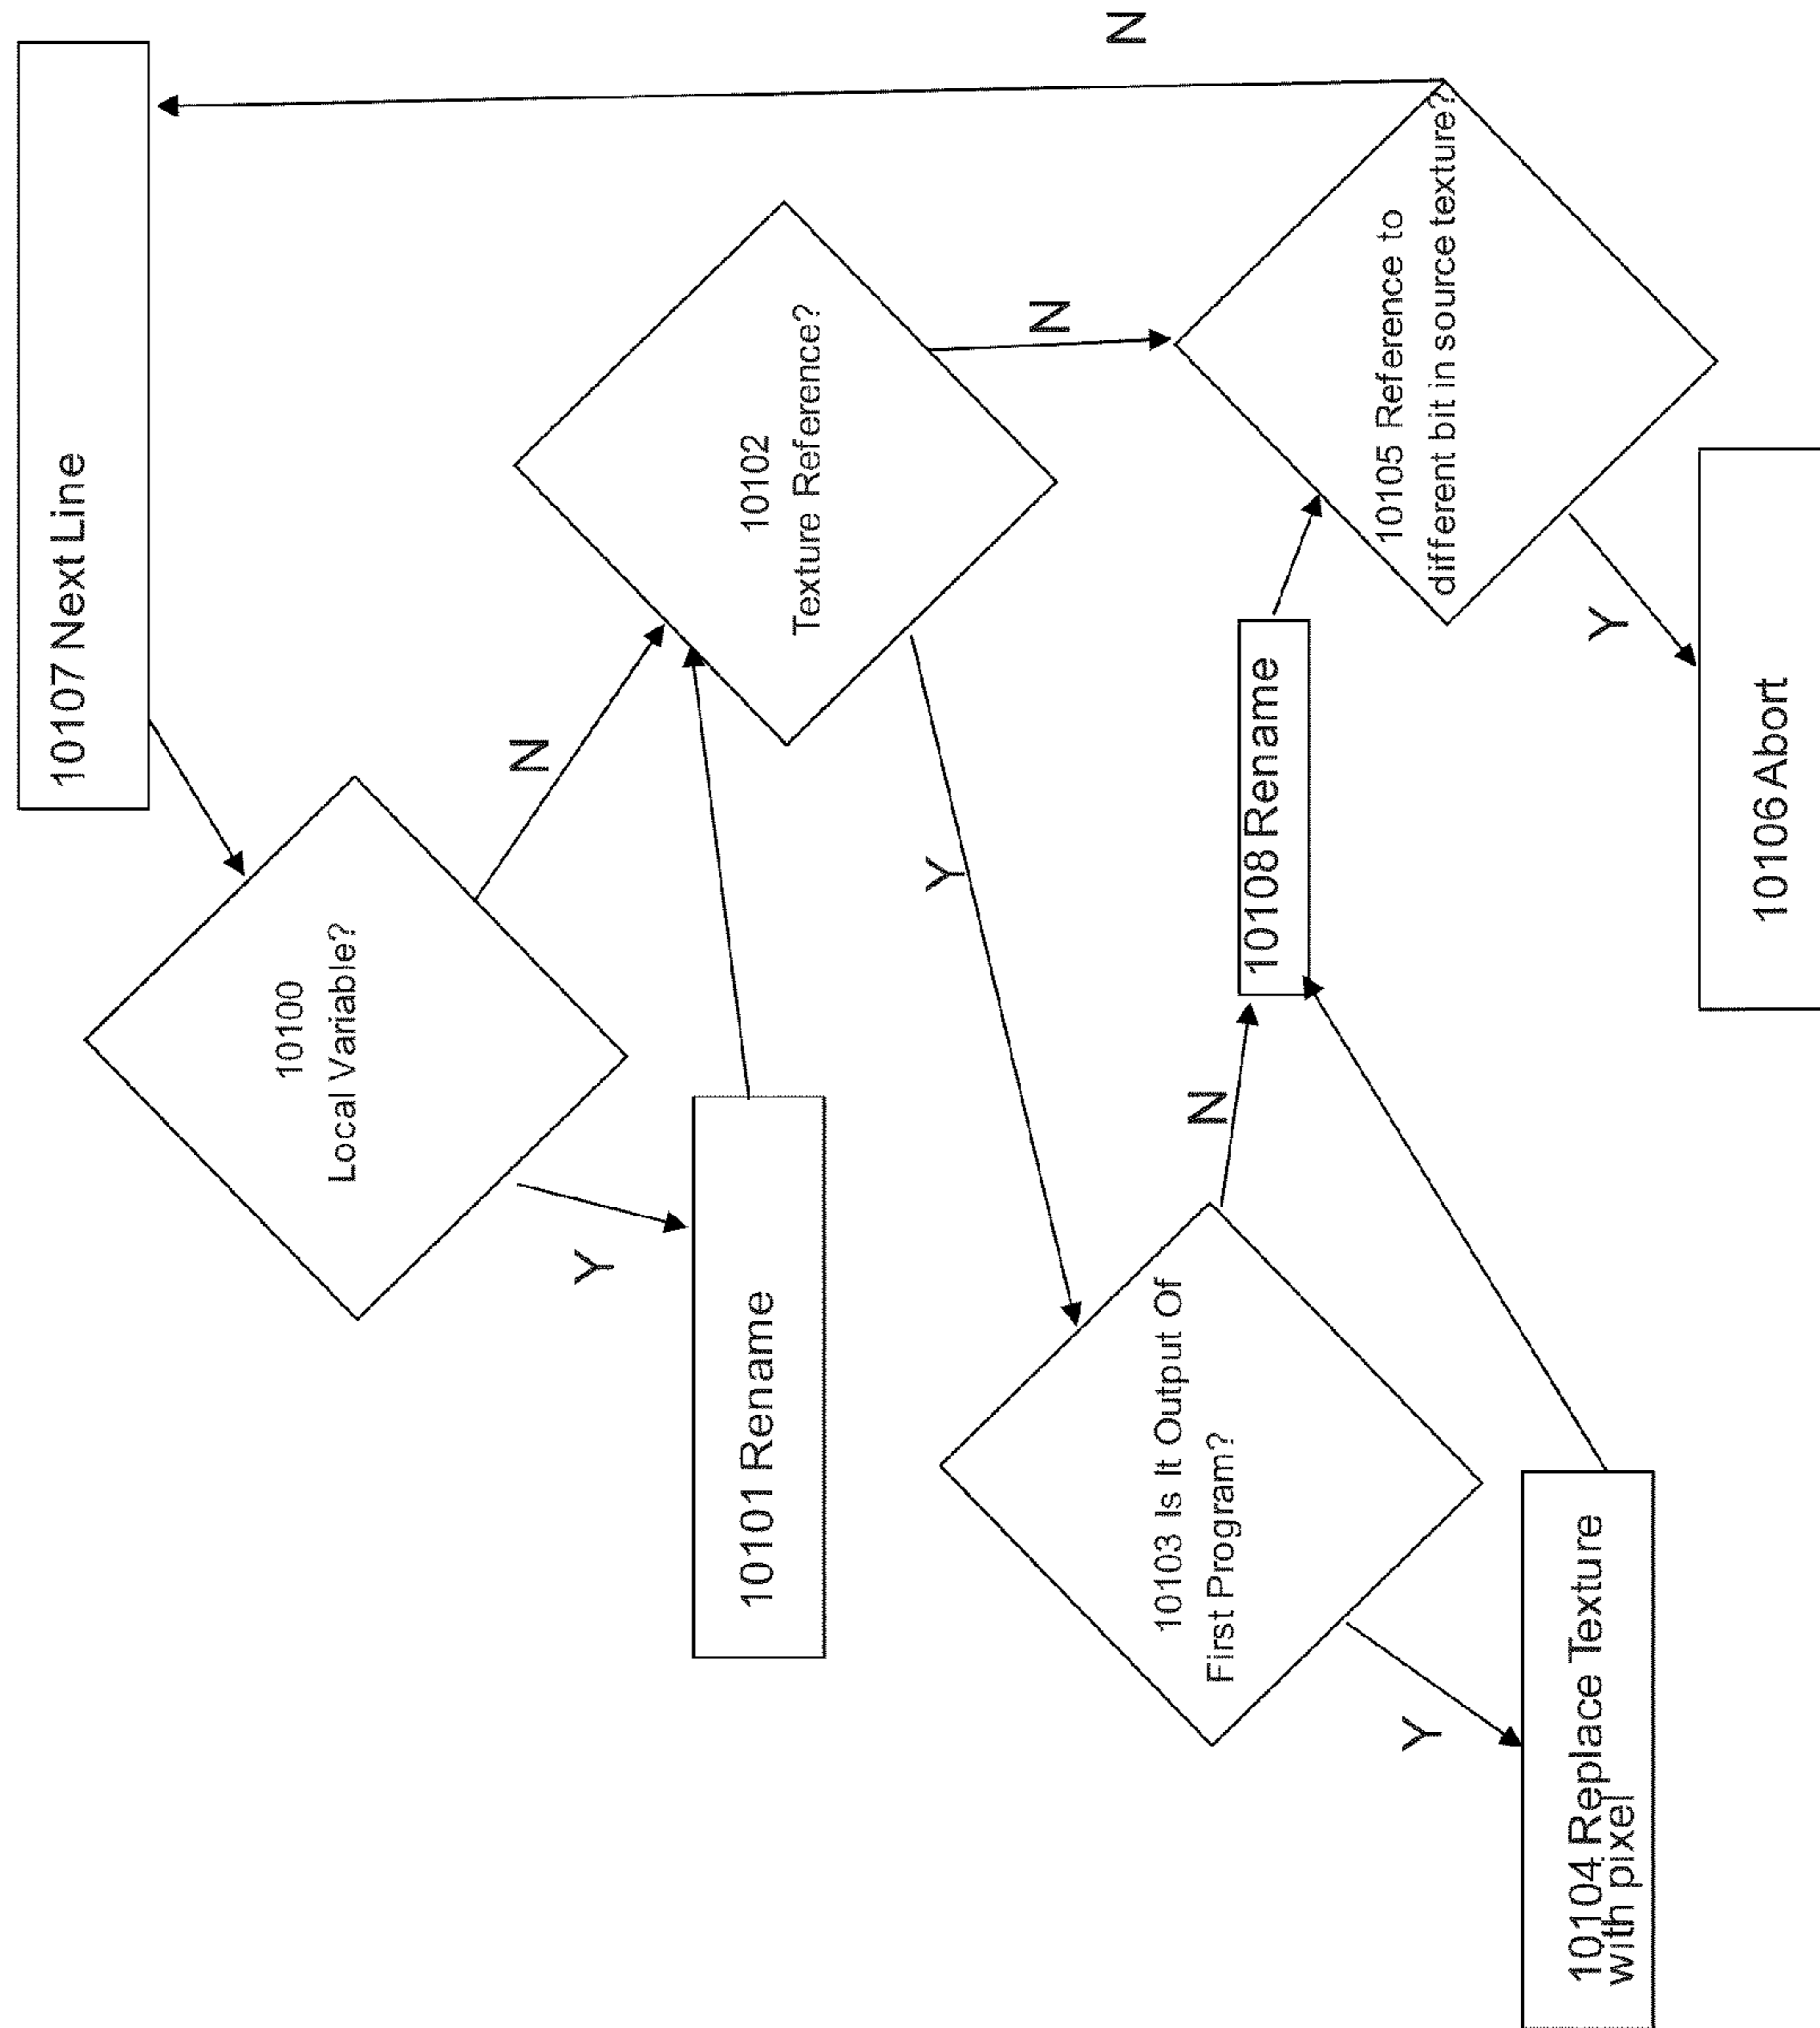 10107 Next Line
10100
Local Variable?
N
Y
10101 Rename
10102
Texture Reference?
Y
N
10103 Is It Output Of
First Program?
N
Y
10104 Replace Texture
with pixel
10108 Rename
10105 Reference to
different bit in source texture?
N
Y
10106 Abort